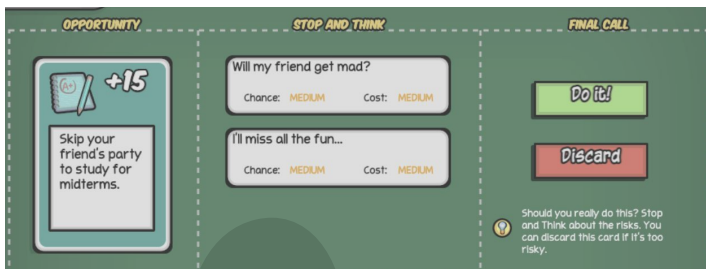 OPPORTUNITY
A+
+15
Skip your
friend's party
to study for
midterms.
STOP AND THINK
Will my friend get mad?
Chance: MEDIUM Cost: MEDIUM
I'll miss all the fun...
Chance: MEDIUM Cost: MEDIUM
FINAL CALL
Do it!
Discard
Should you really do this? Stop
and Think about the risks. You
can discard this card if it's too
risky.